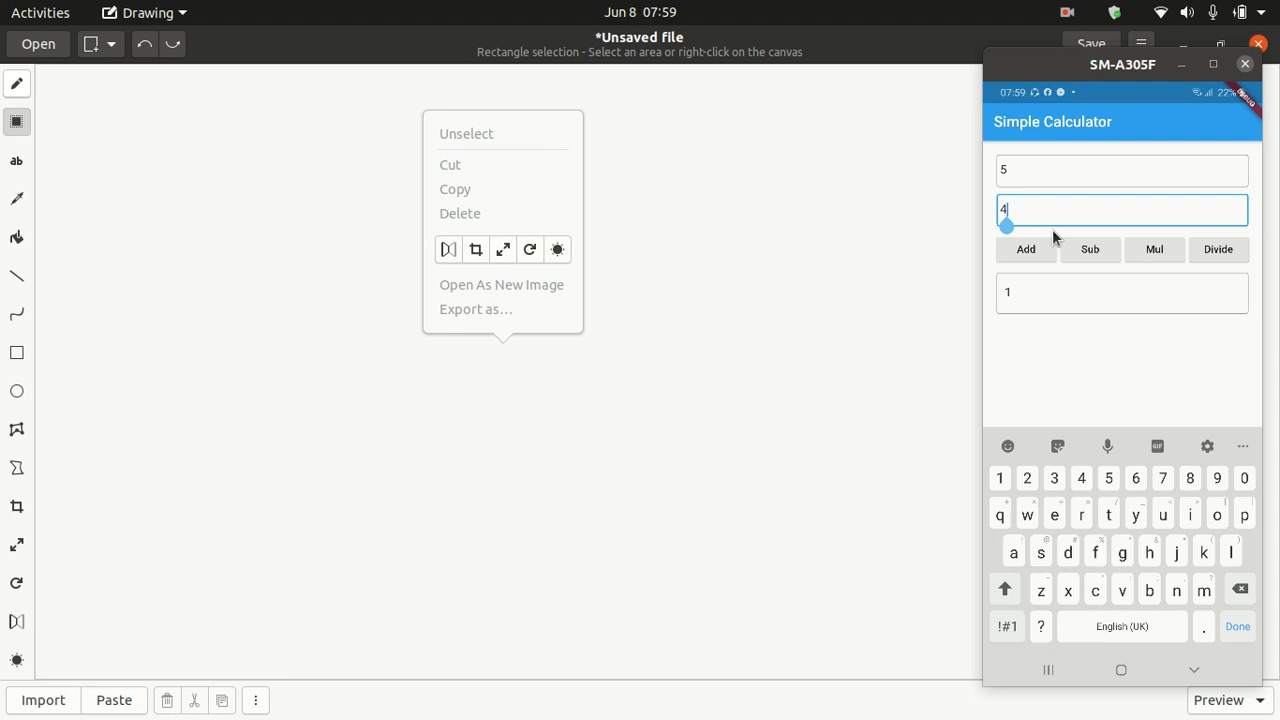 Activities
Drawing
Jun 8 07:59
Open
*Unsaved file
Rectangle selection - Select an area or right-click on the canvas
Save
ab
Unselect
Cut
Copy
Delete
Open As New Image
Export as…
SM-A305F
07:59
22%
Simple Calculator
5
4
Add Sub Mul Divide
1
GIF
1 2 3 4 5 6 7 8 9 0
q w e r t y u i o p
a s d f g h j k l
z x c v b n m
!#1 ? English (UK) . Done
Import Paste
Preview